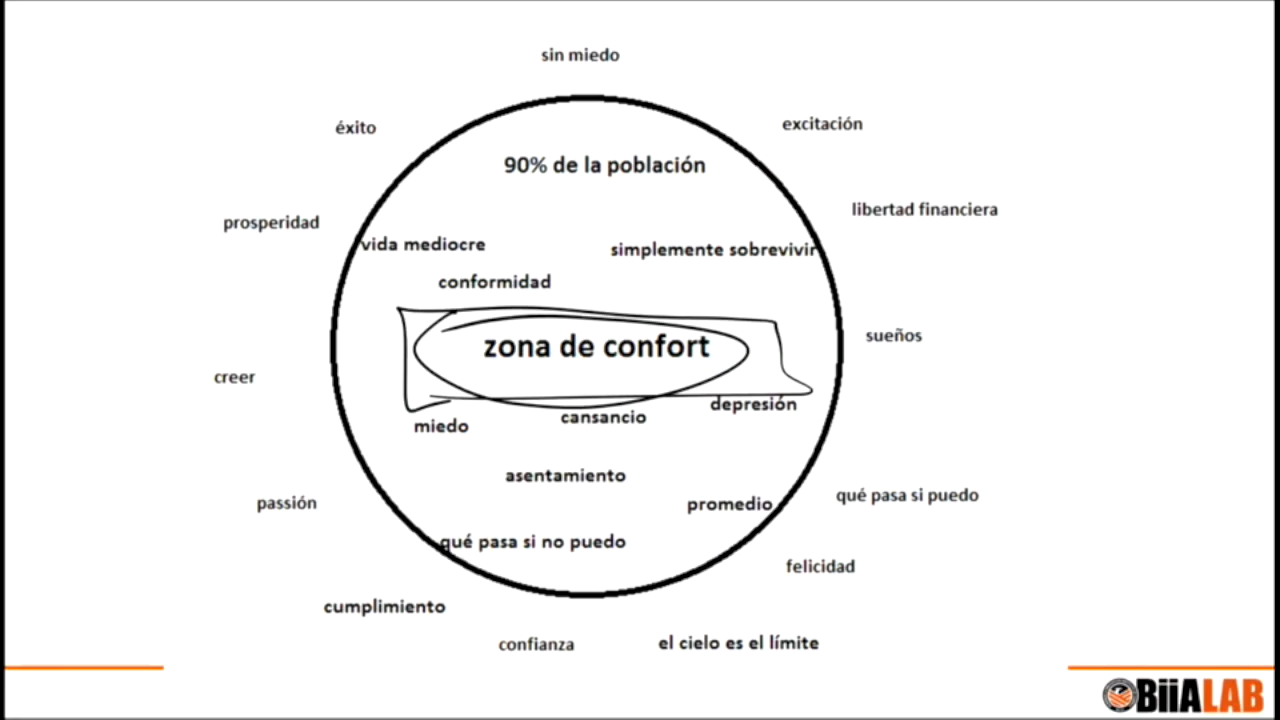 sin miedo
éxito
excitación
90% de la población
prosperidad
libertad financiera
vida mediocre
simplemente sobrevivir
conformidad
zona de confort
sueños
creer
depresión
miedo
cansancio
asentamiento
passión
promedio
qué pasa si puedo
qué pasa si no puedo
felicidad
cumplimiento
confianza
el cielo es el límite
BiiALAB